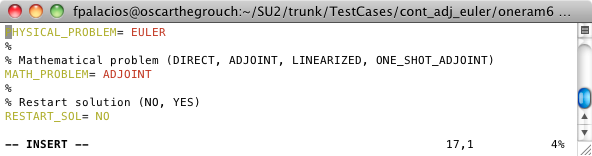 fpalacios@oscarthegrouch:~/SU2/trunk/TestCases/cont_adj_euler/oneram6 ...
PHYSICAL_PROBLEM= EULER
%
% Mathematical problem (DIRECT, ADJOINT, LINEARIZED, ONE_SHOT_ADJOINT)
MATH_PROBLEM= ADJOINT
%
% Restart solution (NO, YES)
RESTART_SOL= NO
-- INSERT -- 17,1 4%